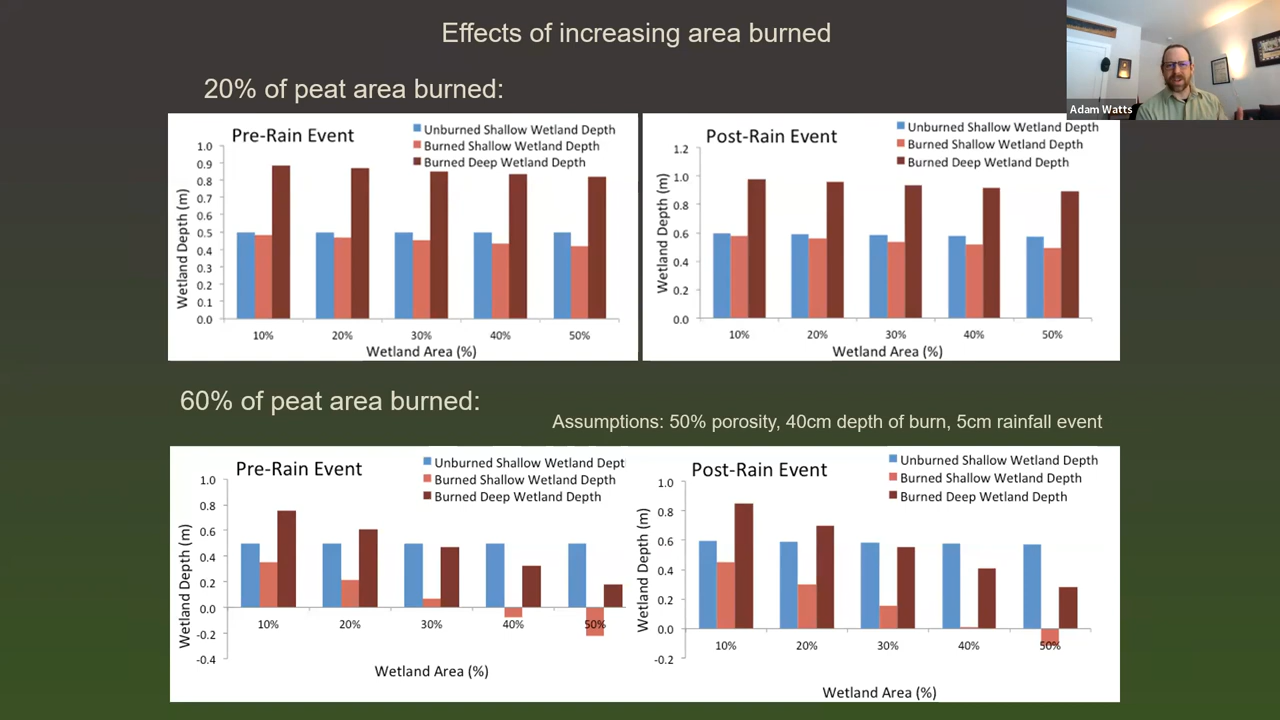 Effects of increasing area burned
Adam Watts
20% of peat area burned:
Pre-Rain Event
Unburned Shallow Wetland Depth
Burned Shallow Wetland Depth
Burned Deep Wetland Depth
1.0
0.9
0.8
0.7
0.6
0.5
0.4
0.3
0.2
0.1
0.0
Wetland Depth (m)
10% 20% 30% 40% 50%
Wetland Area (%)
Post-Rain Event
Unburned Shallow Wetland Depth
Burned Shallow Wetland Depth
Burned Deep Wetland Depth
1.2
1.0
0.8
0.6
0.4
0.2
0.0
Wetland Depth (m)
10% 20% 30% 40% 50%
Wetland Area (%)
60% of peat area burned:
Assumptions: 50% porosity, 40cm depth of burn, 5cm rainfall event
Pre-Rain Event
Unburned Shallow Wetland Dept
Burned Shallow Wetland Depth
Burned Deep Wetland Depth
1.0
0.8
0.6
0.4
0.2
0.0
-0.2
-0.4
Wetland Depth (m)
10% 20% 30% 40% 50%
Wetland Area (%)
Post-Rain Event
Unburned Shallow Wetland Depth
Burned Shallow Wetland Depth
Burned Deep Wetland Depth
1.0
0.8
0.6
0.4
0.2
0.0
-0.2
Wetland Depth (m)
10% 20% 30% 40% 50%
Wetland Area (%)